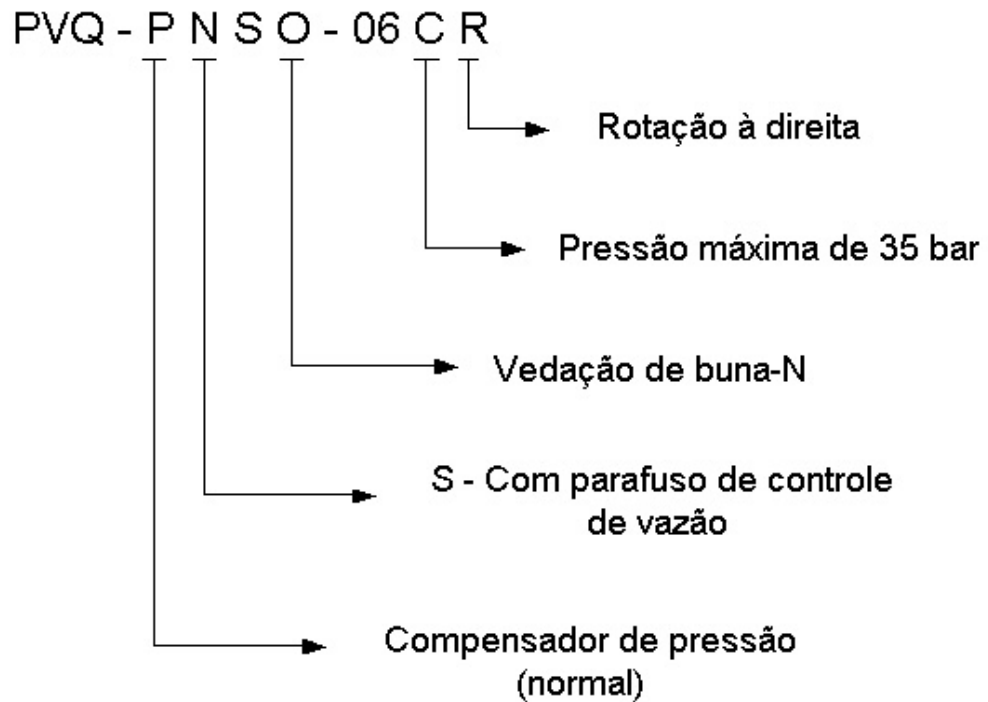 PVQ - P N S O - 06 C R
Rotação à direita
Pressão máxima de 35 bar
Vedação de buna-N
S - Com parafuso de controle
de vazão
Compensador de pressão
(normal)